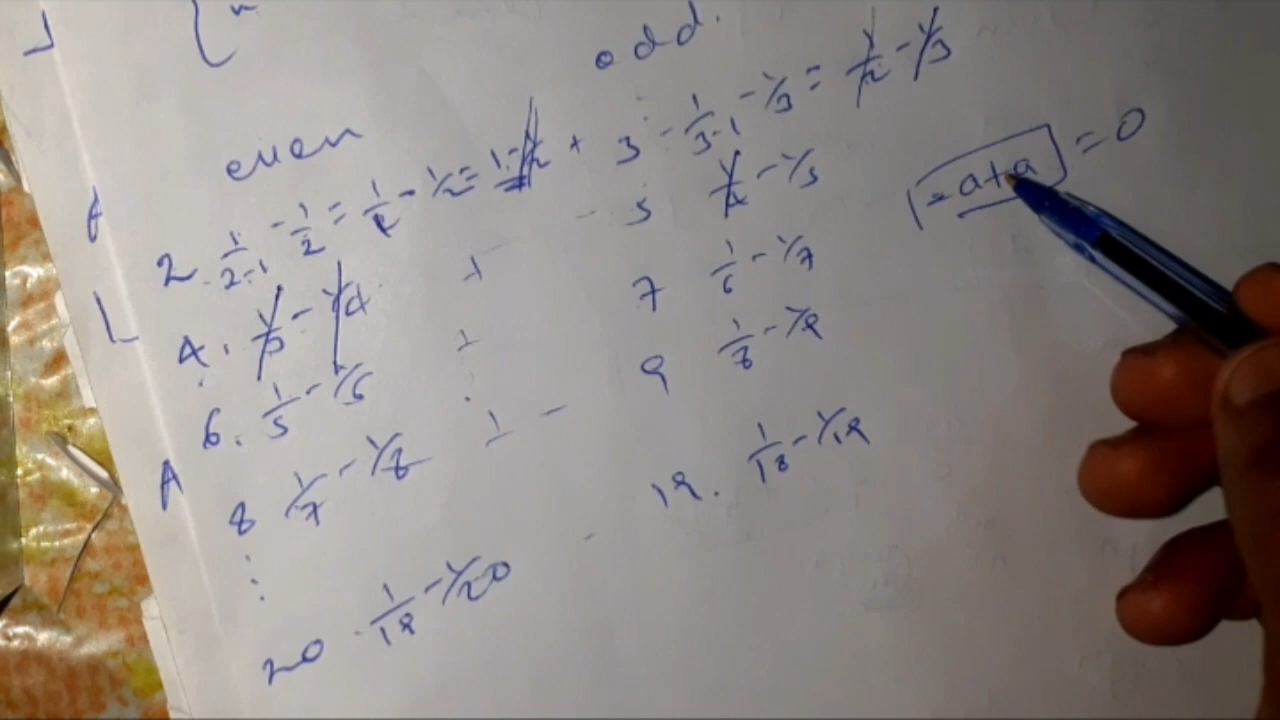 even odd.
2. 1/(2-1) - 1/2 = 1/1 - 1/2 = 1-1/2 + 3 - 1/(3-1) - 1/3 = 1/2 - 1/3
4. 1/3 - 1/4 5 1/4 - 1/5 -a+a = 0
6. 1/5 - 1/6 7 1/6 - 1/7
8 1/7 - 1/8 9 1/8 - 1/9
20. 1/19 - 1/20 19. 1/18 - 1/19